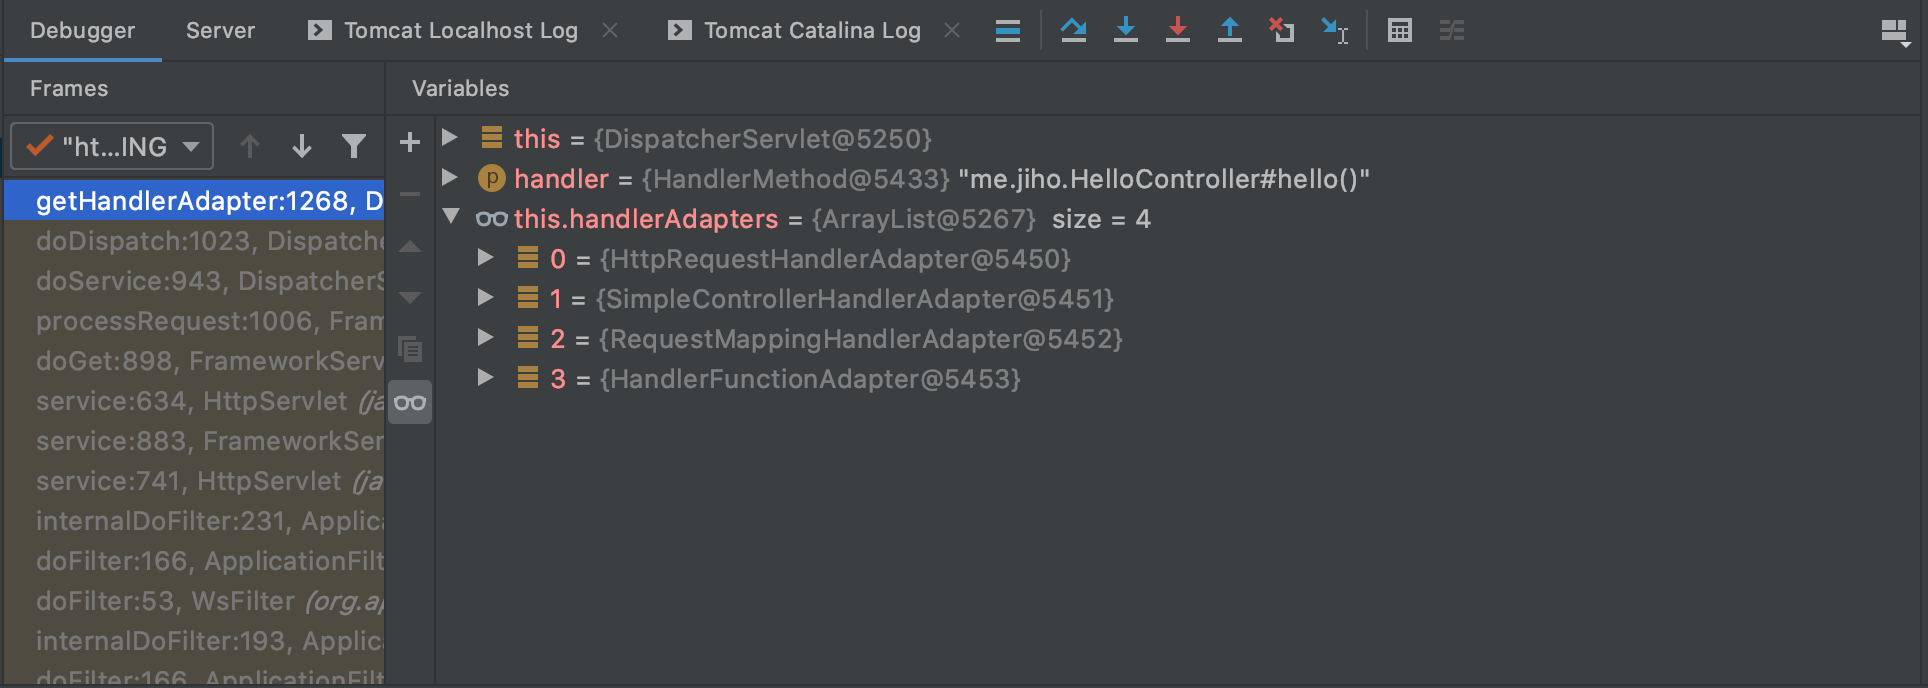 Debugger Server Tomcat Localhost Log Tomcat Catalina Log
Frames
"ht...ING
getHandlerAdapter:1268, D
doDispatch:1023, Dispatche
doService:943, DispatcherS
processRequest:1006, Fram
doGet:898, FrameworkServ
service:634, HttpServlet (ja
service:883, FrameworkSer
service:741, HttpServlet (ja
internalDoFilter:231, Applica
doFilter:166, ApplicationFilt
doFilter:53, WsFilter (org.ap
internalDoFilter:193, Applica
doFilter:166, ApplicationFilt
Variables
this = {DispatcherServlet@5250}
p handler = {HandlerMethod@5433} "me.jiho.HelloController#hello()"
this.handlerAdapters = {ArrayList@5267} size = 4
0 = {HttpRequestHandlerAdapter@5450}
1 = {SimpleControllerHandlerAdapter@5451}
2 = {RequestMappingHandlerAdapter@5452}
3 = {HandlerFunctionAdapter@5453}